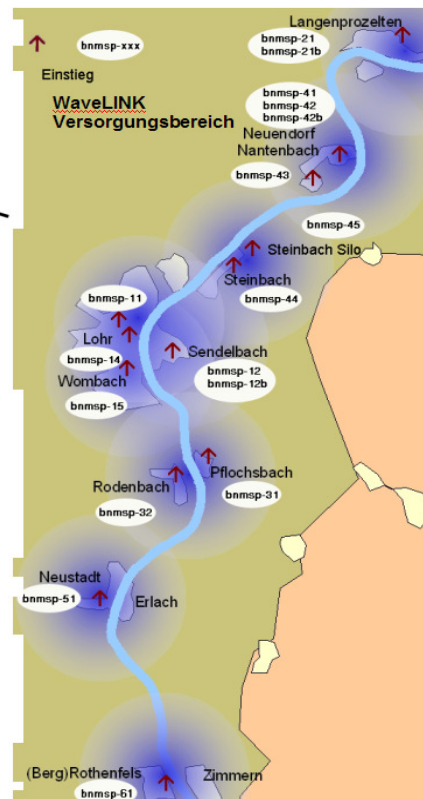 Langenprozelten
bnmsp-xxx
bnmsp-21
bnmsp-21b
Einstieg
WaveLINK
Versorgungsbereich
bnmsp-41
bnmsp-42
bnmsp-42b
Neuendorf
Nantenbach
bnmsp-43
bnmsp-45
Steinbach Silo
Steinbach
bnmsp-44
bnmsp-11
Lohr
bnmsp-14
Sendelbach
Wombach
bnmsp-12
bnmsp-12b
bnmsp-15
Pflochsbach
Rodenbach
bnmsp-31
bnmsp-32
Neustadt
bnmsp-51
Erlach
(Berg)Rothenfels
Zimmern
bnmsp-61